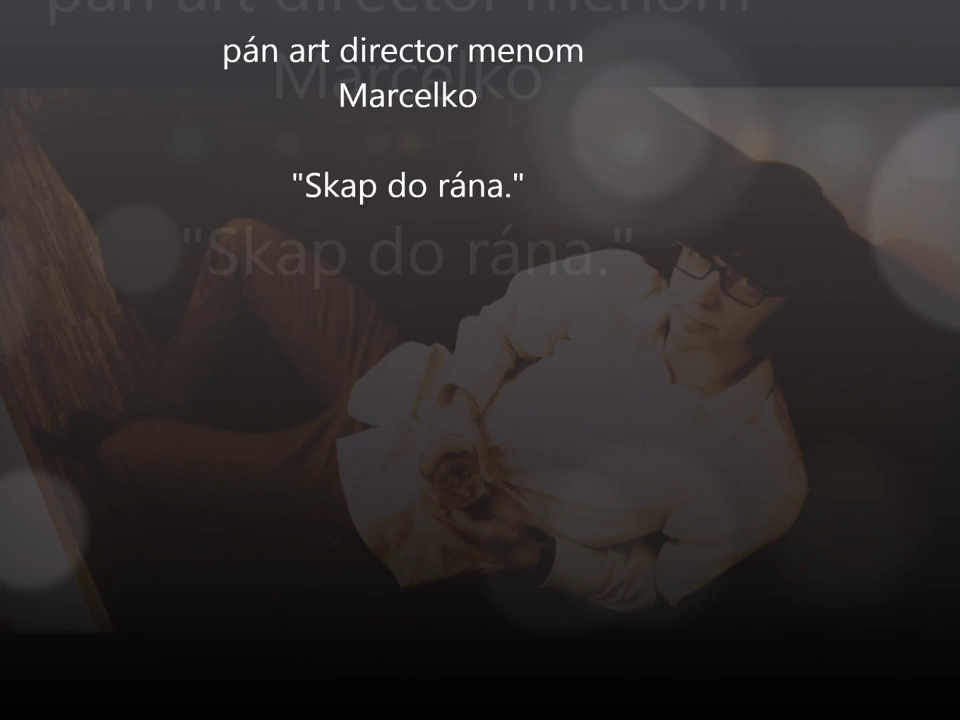 pán art director menom
Marcelko
"Skap do rána."